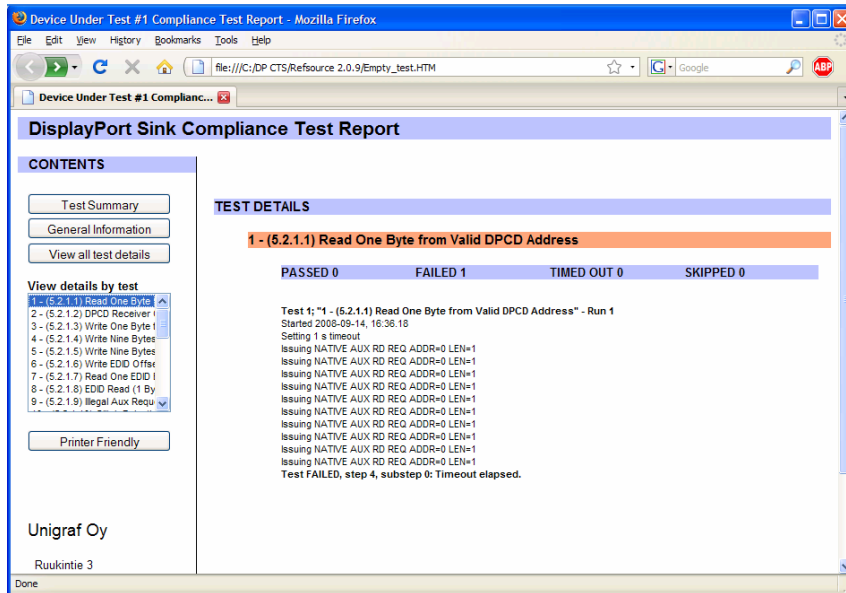 Device Under Test #1 Compliance Test Report - Mozilla Firefox
File Edit View History Bookmarks Tools Help
file:///C:/DP CTS/Refsource 2.0.9/Empty_test.HTM
G Google
ABP
Device Under Test #1 Complianc...
DisplayPort Sink Compliance Test Report
CONTENTS
Test Summary
General Information
View all test details
View details by test
1 - (5.2.1.1) Read One Byte
2 - (5.2.1.2) DPCD Receiver
3 - (5.2.1.3) Write One Byte f
4 - (5.2.1.4) Write Nine Bytes
5 - (5.2.1.5) Write Nine Bytes
6 - (5.2.1.6) Write EDID Offse
7 - (5.2.1.7) Read One EDID
8 - (5.2.1.8) EDID Read (1 By
9 - (5.2.1.9) Illegal Aux Requ
Printer Friendly
Unigraf Oy
Ruukintie 3
TEST DETAILS
1 - (5.2.1.1) Read One Byte from Valid DPCD Address
PASSED 0 FAILED 1 TIMED OUT 0 SKIPPED 0
Test 1; "1 - (5.2.1.1) Read One Byte from Valid DPCD Address" - Run 1
Started 2008-09-14, 16:36.18
Setting 1 s timeout
Issuing NATIVE AUX RD REQ ADDR=0 LEN=1
Issuing NATIVE AUX RD REQ ADDR=0 LEN=1
Issuing NATIVE AUX RD REQ ADDR=0 LEN=1
Issuing NATIVE AUX RD REQ ADDR=0 LEN=1
Issuing NATIVE AUX RD REQ ADDR=0 LEN=1
Issuing NATIVE AUX RD REQ ADDR=0 LEN=1
Issuing NATIVE AUX RD REQ ADDR=0 LEN=1
Issuing NATIVE AUX RD REQ ADDR=0 LEN=1
Issuing NATIVE AUX RD REQ ADDR=0 LEN=1
Issuing NATIVE AUX RD REQ ADDR=0 LEN=1
Test FAILED, step 4, substep 0: Timeout elapsed.
Done